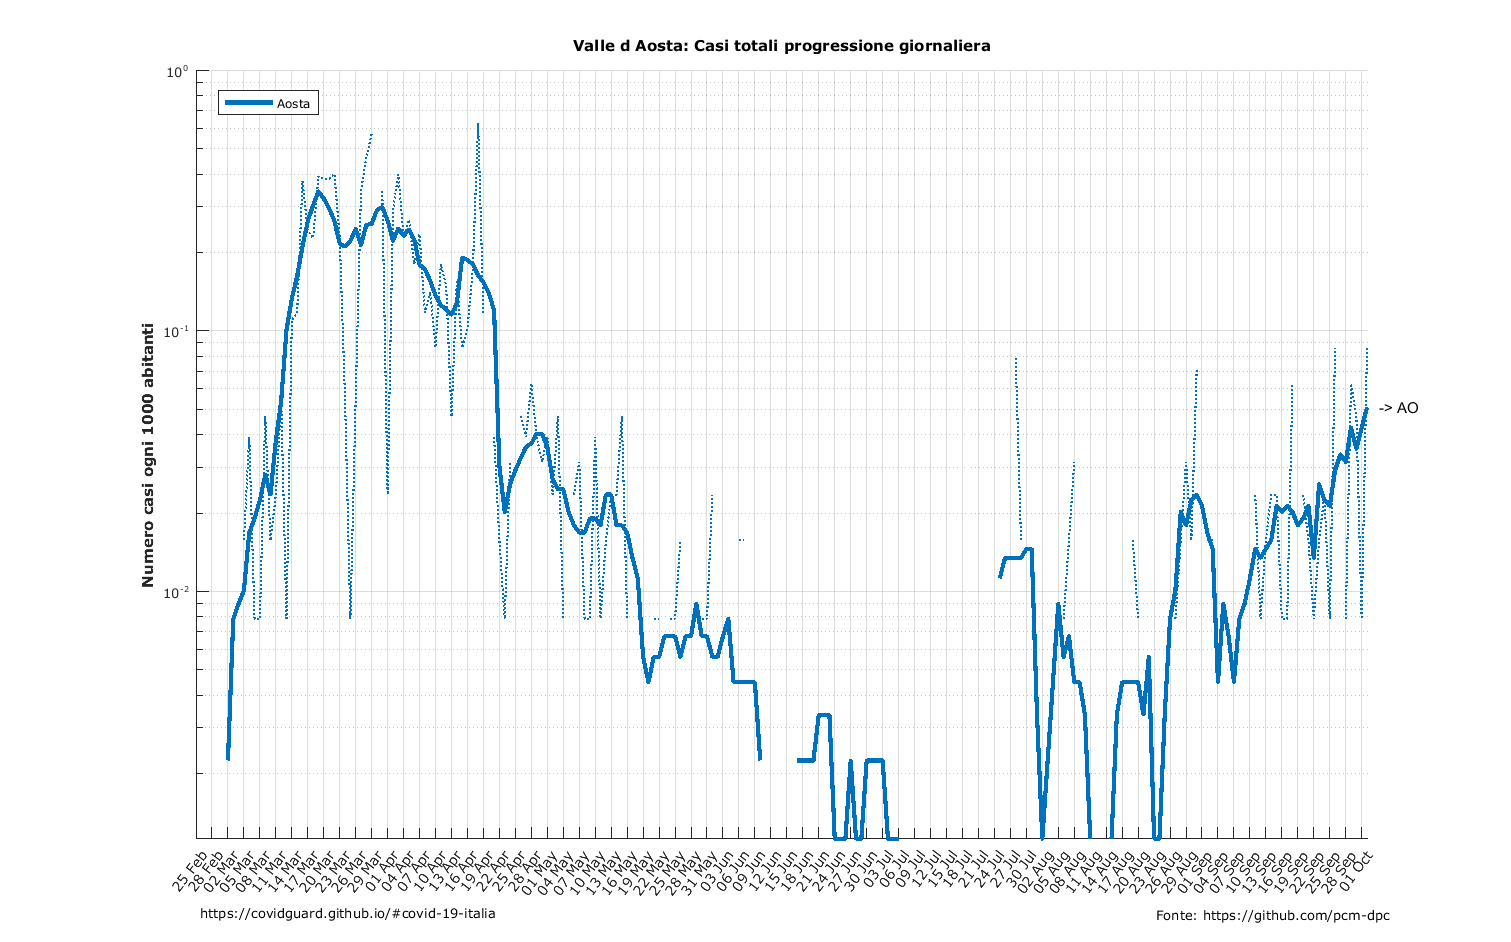 Valle d Aosta: Casi totali progressione giornaliera
10⁰
Aosta
10⁻¹
10⁻²
Numero casi ogni 1000 abitanti
-> AO
25 Feb
28 Feb
02 Mar
05 Mar
08 Mar
11 Mar
14 Mar
17 Mar
20 Mar
23 Mar
26 Mar
29 Mar
01 Apr
04 Apr
07 Apr
10 Apr
13 Apr
16 Apr
19 Apr
22 Apr
25 Apr
28 Apr
01 May
04 May
07 May
10 May
13 May
16 May
19 May
22 May
25 May
28 May
31 May
03 Jun
06 Jun
09 Jun
12 Jun
15 Jun
18 Jun
21 Jun
24 Jun
27 Jun
30 Jun
03 Jul
06 Jul
09 Jul
12 Jul
15 Jul
18 Jul
21 Jul
24 Jul
27 Jul
30 Jul
02 Aug
05 Aug
08 Aug
11 Aug
14 Aug
17 Aug
20 Aug
23 Aug
26 Aug
29 Aug
01 Sep
04 Sep
07 Sep
10 Sep
13 Sep
16 Sep
19 Sep
22 Sep
25 Sep
28 Sep
01 Oct
https://covidguard.github.io/#covid-19-italia
Fonte: https://github.com/pcm-dpc